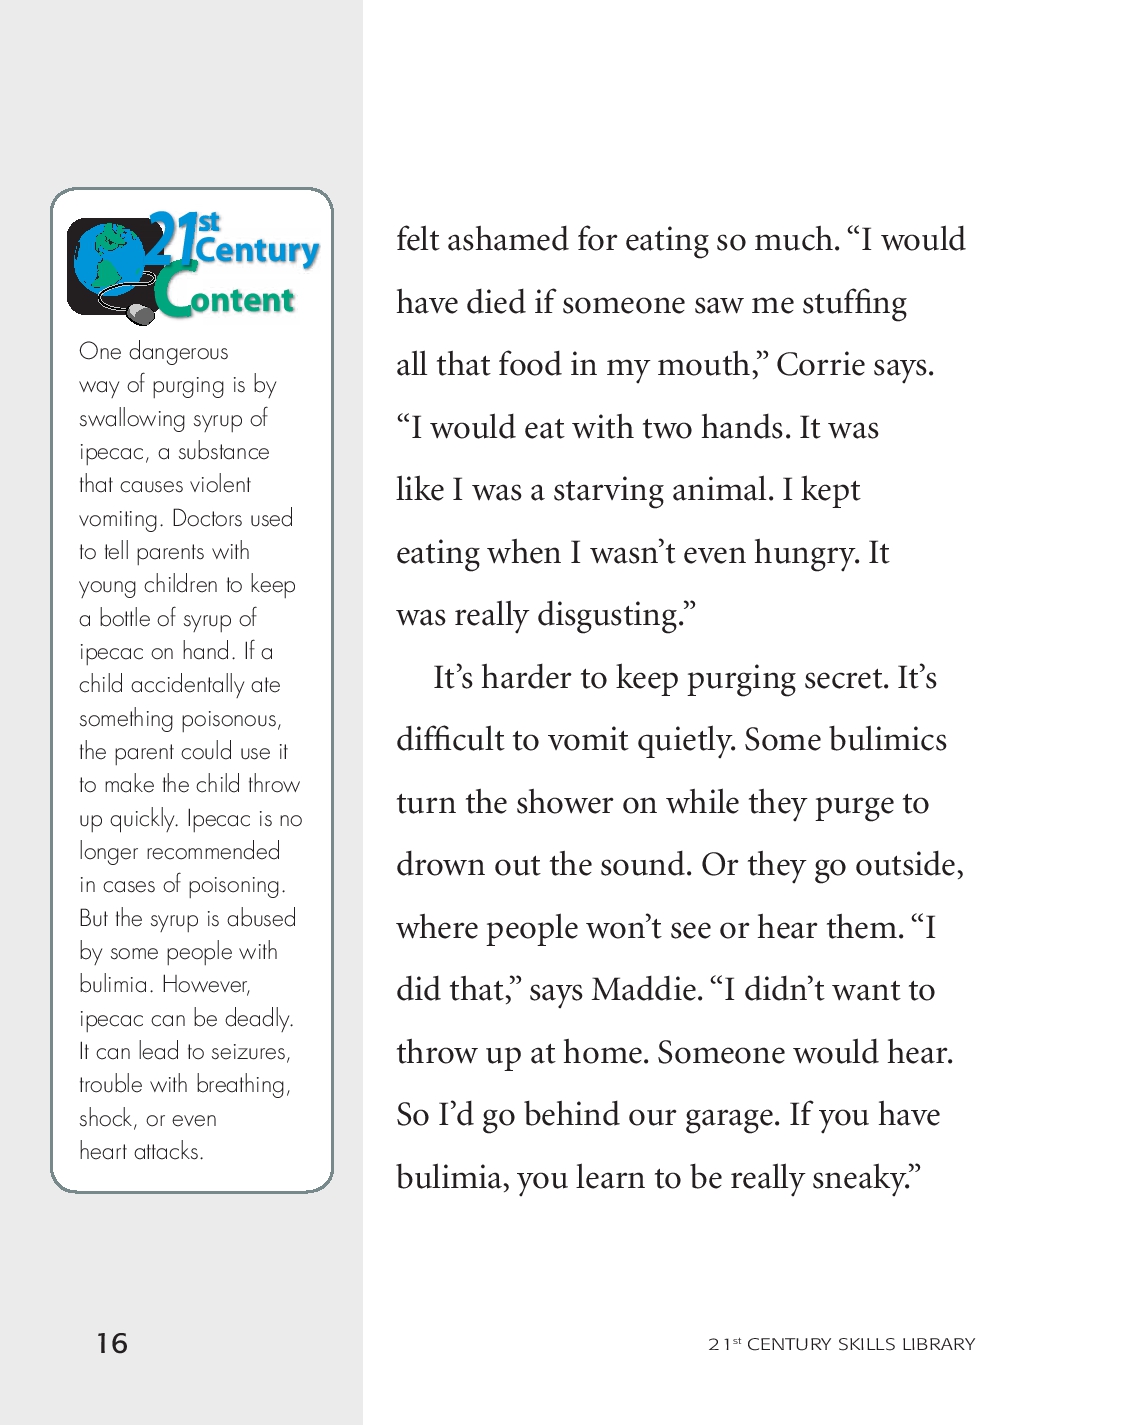 21st
Century
Content
One dangerous
way of purging is by
swallowing syrup of
ipecac, a substance
that causes violent
vomiting. Doctors used
to tell parents with
young children to keep
a bottle of syrup of
ipecac on hand. If a
child accidentally ate
something poisonous,
the parent could use it
to make the child throw
up quickly. Ipecac is no
longer recommended
in cases of poisoning.
But the syrup is abused
by some people with
bulimia. However,
ipecac can be deadly.
It can lead to seizures,
trouble with breathing,
shock, or even
heart attacks.
felt ashamed for eating so much. “I would
have died if someone saw me stuffing
all that food in my mouth,” Corrie says.
“I would eat with two hands. It was
like I was a starving animal. I kept
eating when I wasn’t even hungry. It
was really disgusting.”
It’s harder to keep purging secret. It’s
difficult to vomit quietly. Some bulimics
turn the shower on while they purge to
drown out the sound. Or they go outside,
where people won’t see or hear them. “I
did that,” says Maddie. “I didn’t want to
throw up at home. Someone would hear.
So I’d go behind our garage. If you have
bulimia, you learn to be really sneaky.”
16
21st CENTURY SKILLS LIBRARY